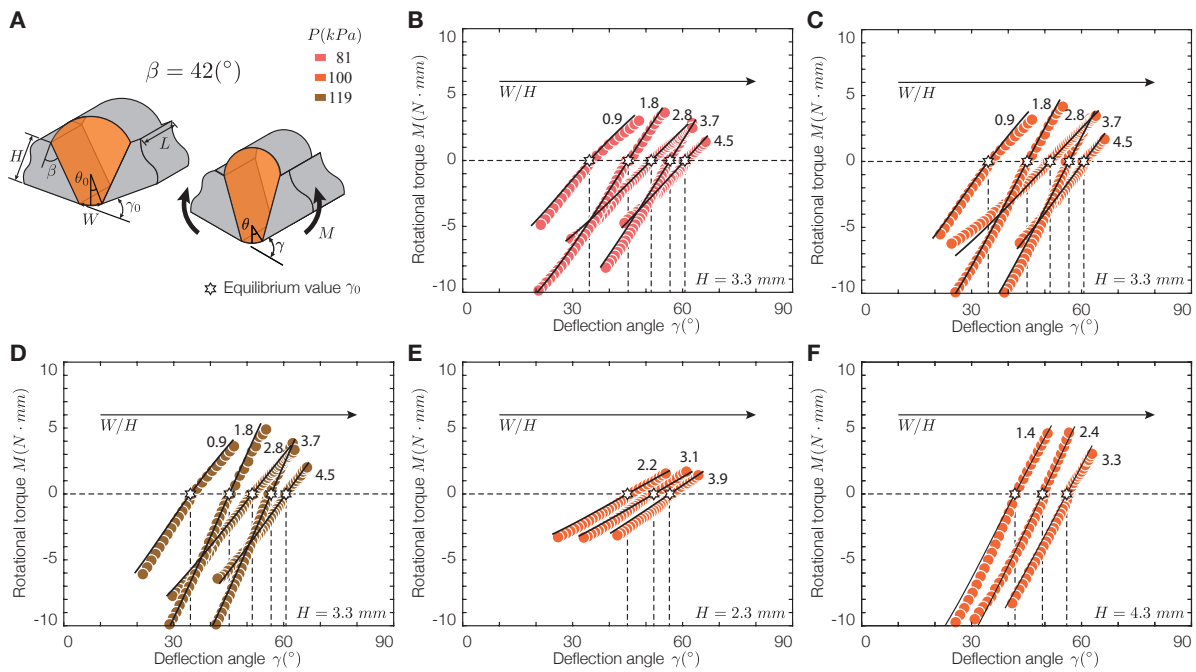 A
P(kPa)
81
100
119
β = 42(°)
H
β
θ₀
W
γ₀
L
θ
γ
M
Equilibrium value γ₀
B
Rotational torque M(N · mm)
10
5
0
-5
-10
W/H
0.9
1.8
2.8
3.7
4.5
H = 3.3 mm
0 30 60 90
Deflection angle γ(°)
C
Rotational torque M(N · mm)
10
5
0
-5
-10
W/H
0.9
1.8
2.8
3.7
4.5
H = 3.3 mm
0 30 60 90
Deflection angle γ(°)
D
Rotational torque M(N · mm)
10
5
0
-5
-10
W/H
0.9
1.8
2.8
3.7
4.5
H = 3.3 mm
0 30 60 90
Deflection angle γ(°)
E
Rotational torque M(N · mm)
10
5
0
-5
-10
W/H
2.2
3.1
3.9
H = 2.3 mm
0 30 60 90
Deflection angle γ(°)
F
Rotational torque M(N · mm)
10
5
0
-5
-10
W/H
1.4
2.4
3.3
H = 4.3 mm
0 30 60 90
Deflection angle γ(°)